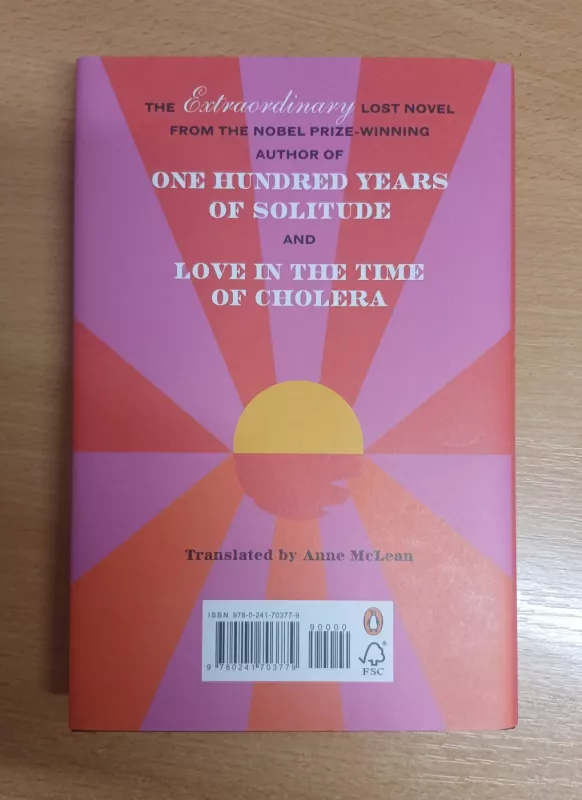 THE Extraordinary LOST NOVEL
FROM THE NOBEL PRIZE-WINNING
AUTHOR OF
ONE HUNDRED YEARS
OF SOLITUDE
AND
LOVE IN THE TIME
OF CHOLERA
Translated by Anne McLean
ISBN 978-0-241-70377-9
90000
9 780241 703779
FSC